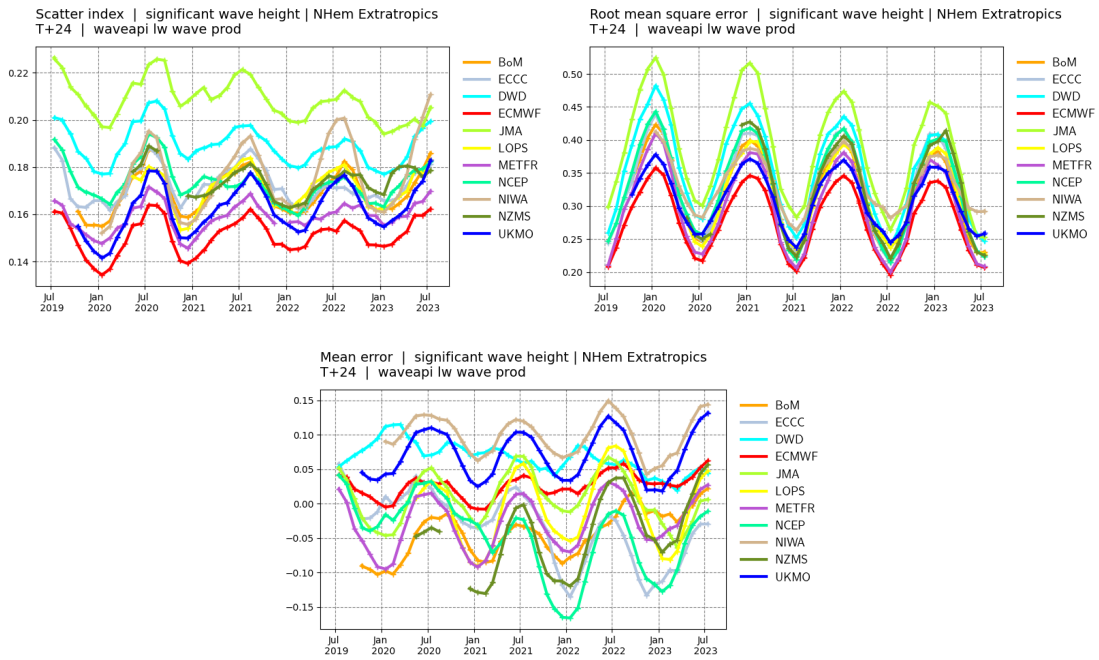 Scatter index | significant wave height | NHem Extratropics
T+24 | waveapi lw wave prod
0.22
0.20
0.18
0.16
0.14
Jul 2019
Jan 2020
Jul 2020
Jan 2021
Jul 2021
Jan 2022
Jul 2022
Jan 2023
Jul 2023
BoM
ECCC
DWD
ECMWF
JMA
LOPS
METFR
NCEP
NIWA
NZMS
UKMO
Root mean square error | significant wave height | NHem Extratropics
T+24 | waveapi lw wave prod
0.50
0.45
0.40
0.35
0.30
0.25
0.20
Jul 2019
Jan 2020
Jul 2020
Jan 2021
Jul 2021
Jan 2022
Jul 2022
Jan 2023
Jul 2023
BoM
ECCC
DWD
ECMWF
JMA
LOPS
METFR
NCEP
NIWA
NZMS
UKMO
Mean error | significant wave height | NHem Extratropics
T+24 | waveapi lw wave prod
0.15
0.10
0.05
0.00
−0.05
−0.10
−0.15
Jul 2019
Jan 2020
Jul 2020
Jan 2021
Jul 2021
Jan 2022
Jul 2022
Jan 2023
Jul 2023
BoM
ECCC
DWD
ECMWF
JMA
LOPS
METFR
NCEP
NIWA
NZMS
UKMO